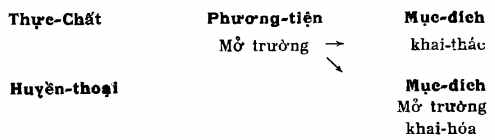 Thực-Chất Phương-tiện Mục-đích
Mở trường → khai-thác
↘
Huyền-thoại Mục-đích
Mở trường
khai-hóa